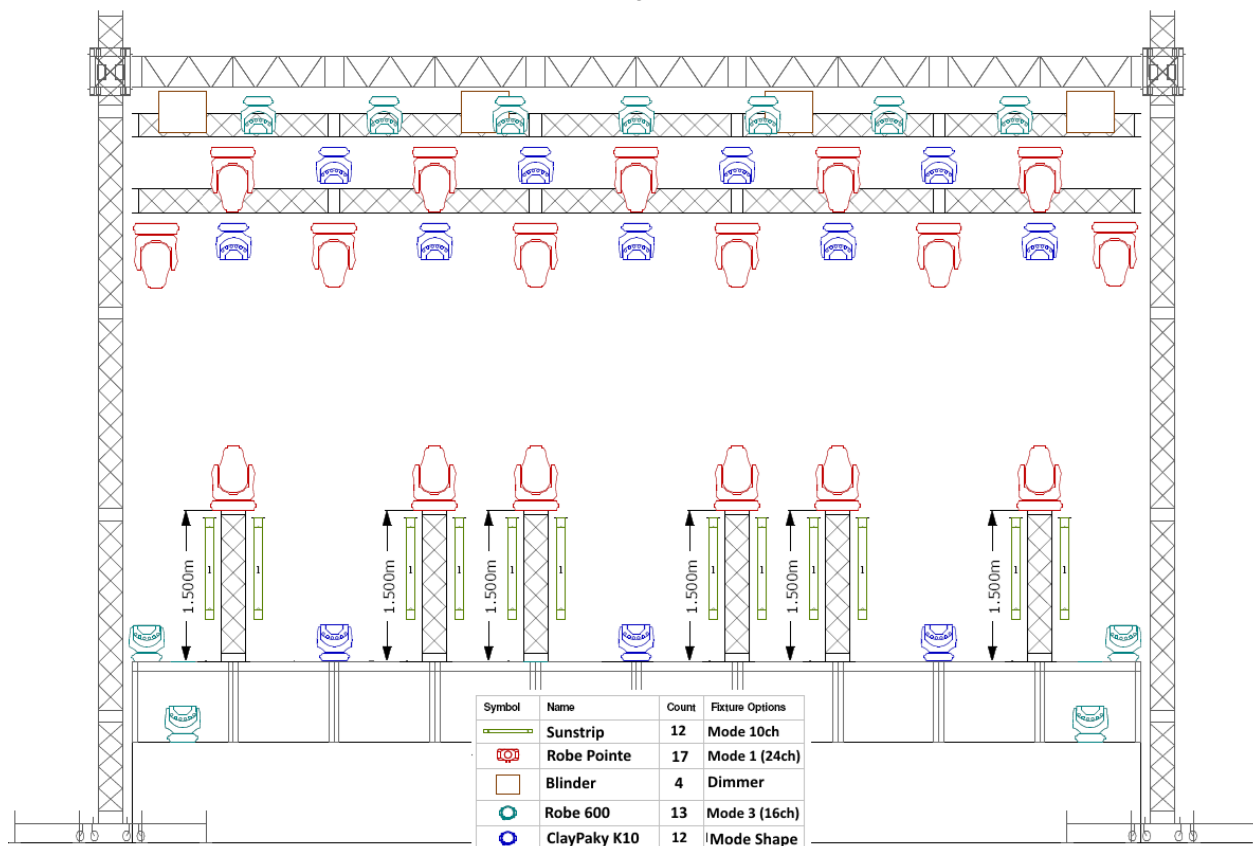 1.500m
1.500m
1.500m
1.500m
1.500m
1.500m
1
1
1
1
1
1
1
1
1
1
1
1
Symbol Name Count Fixture Options
Sunstrip 12 Mode 10ch
Robe Pointe 17 Mode 1 (24ch)
Blinder 4 Dimmer
Robe 600 13 Mode 3 (16ch)
ClayPaky K10 12 Mode Shape